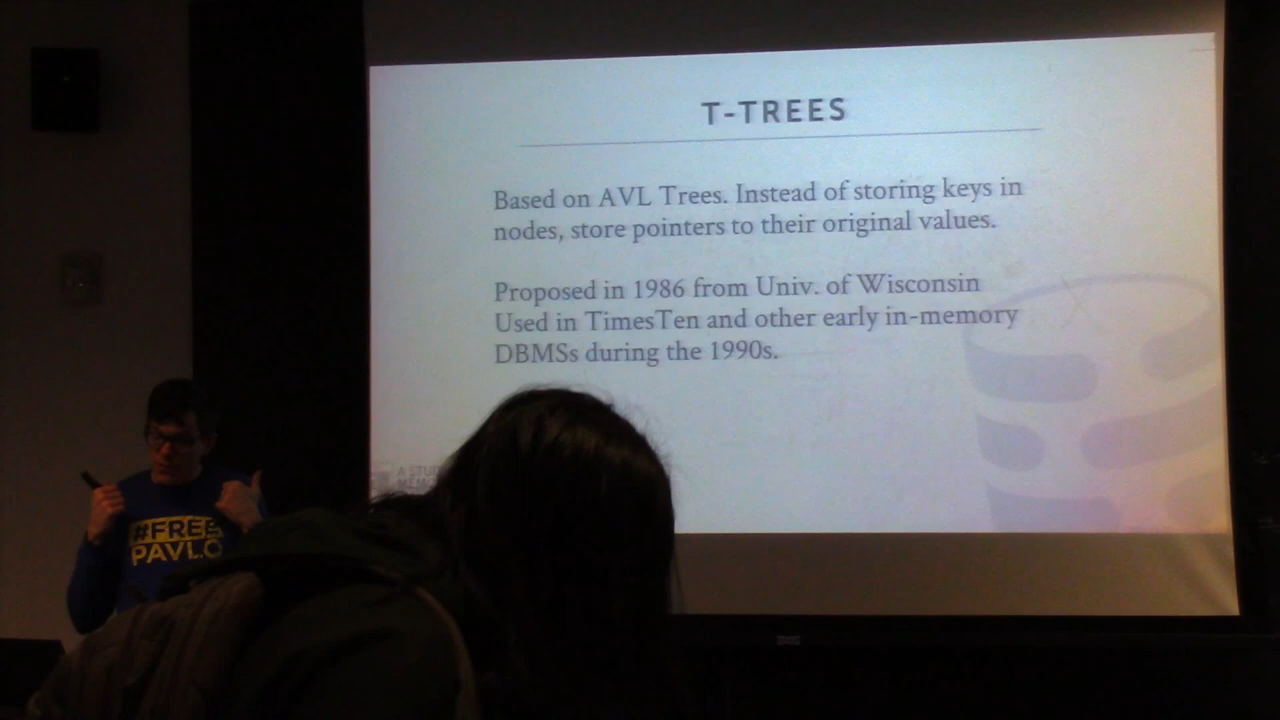 T-TREES
Based on AVL Trees. Instead of storing keys in
nodes, store pointers to their original values.
Proposed in 1986 from Univ. of Wisconsin
Used in TimesTen and other early in-memory
DBMSs during the 1990s.
#FREE
PAVLO